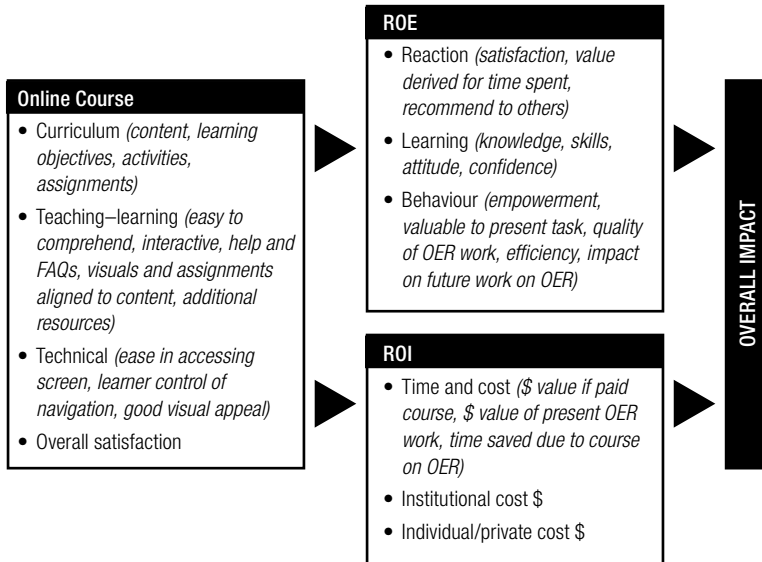 Online Course
• Curriculum (content, learning
objectives, activities,
assignments)
• Teaching–learning (easy to
comprehend, interactive, help and
FAQs, visuals and assignments
aligned to content, additional
resources)
• Technical (ease in accessing
screen, learner control of
navigation, good visual appeal)
• Overall satisfaction
ROE
• Reaction (satisfaction, value
derived for time spent,
recommend to others)
• Learning (knowledge, skills,
attitude, confidence)
• Behaviour (empowerment,
valuable to present task, quality
of OER work, efficiency, impact
on future work on OER)
ROI
• Time and cost ($ value if paid
course, $ value of present OER
work, time saved due to course
on OER)
• Institutional cost $
• Individual/private cost $
OVERALL IMPACT